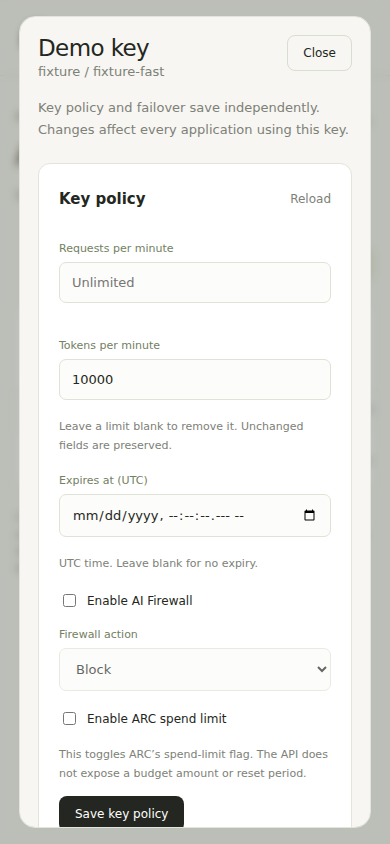 Demo key
Close
fixture / fixture-fast
Key policy and failover save independently.
Changes affect every application using this key.
Key policy
Reload
Requests per minute
Unlimited
Tokens per minute
10000
Leave a limit blank to remove it. Unchanged
fields are preserved.
Expires at (UTC)
mm/dd/yyyy, --:--:--.--- --
UTC time. Leave blank for no expiry.
Enable AI Firewall
Firewall action
Block
Enable ARC spend limit
This toggles ARC's spend-limit flag. The API does
not expose a budget amount or reset period.
Save key policy